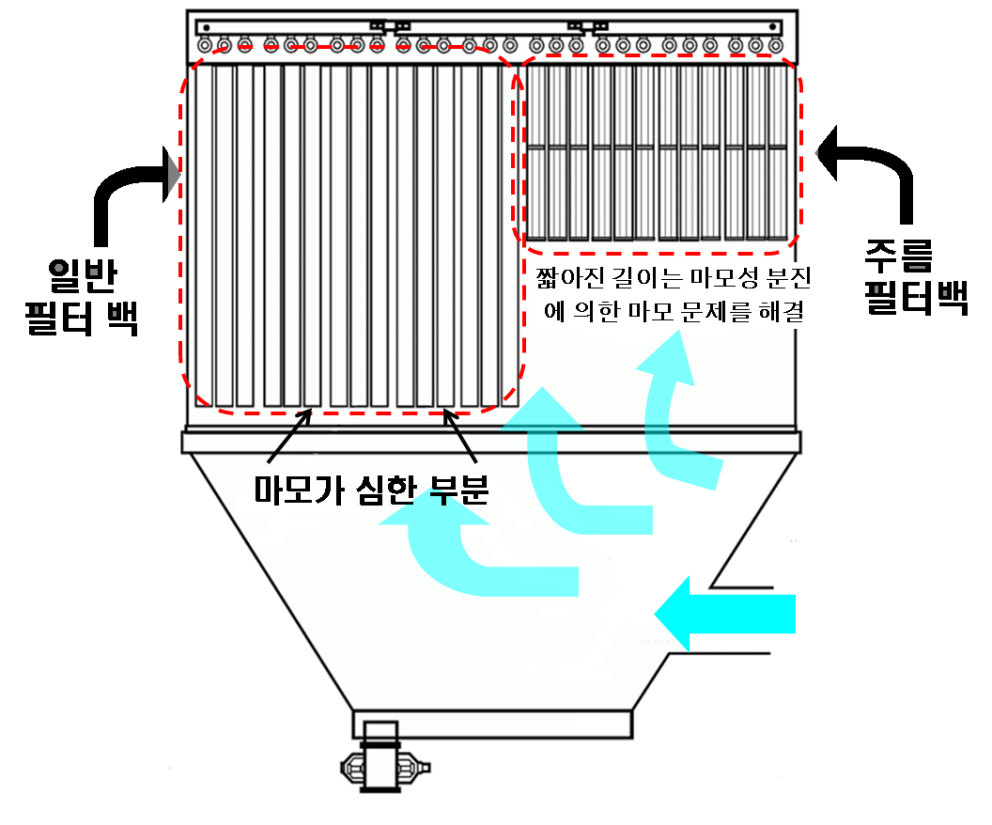 일반
필터 백
주름
필터백
짧아진 길이는 마모성 분진
에 의한 마모 문제를 해결
마모가 심한 부분